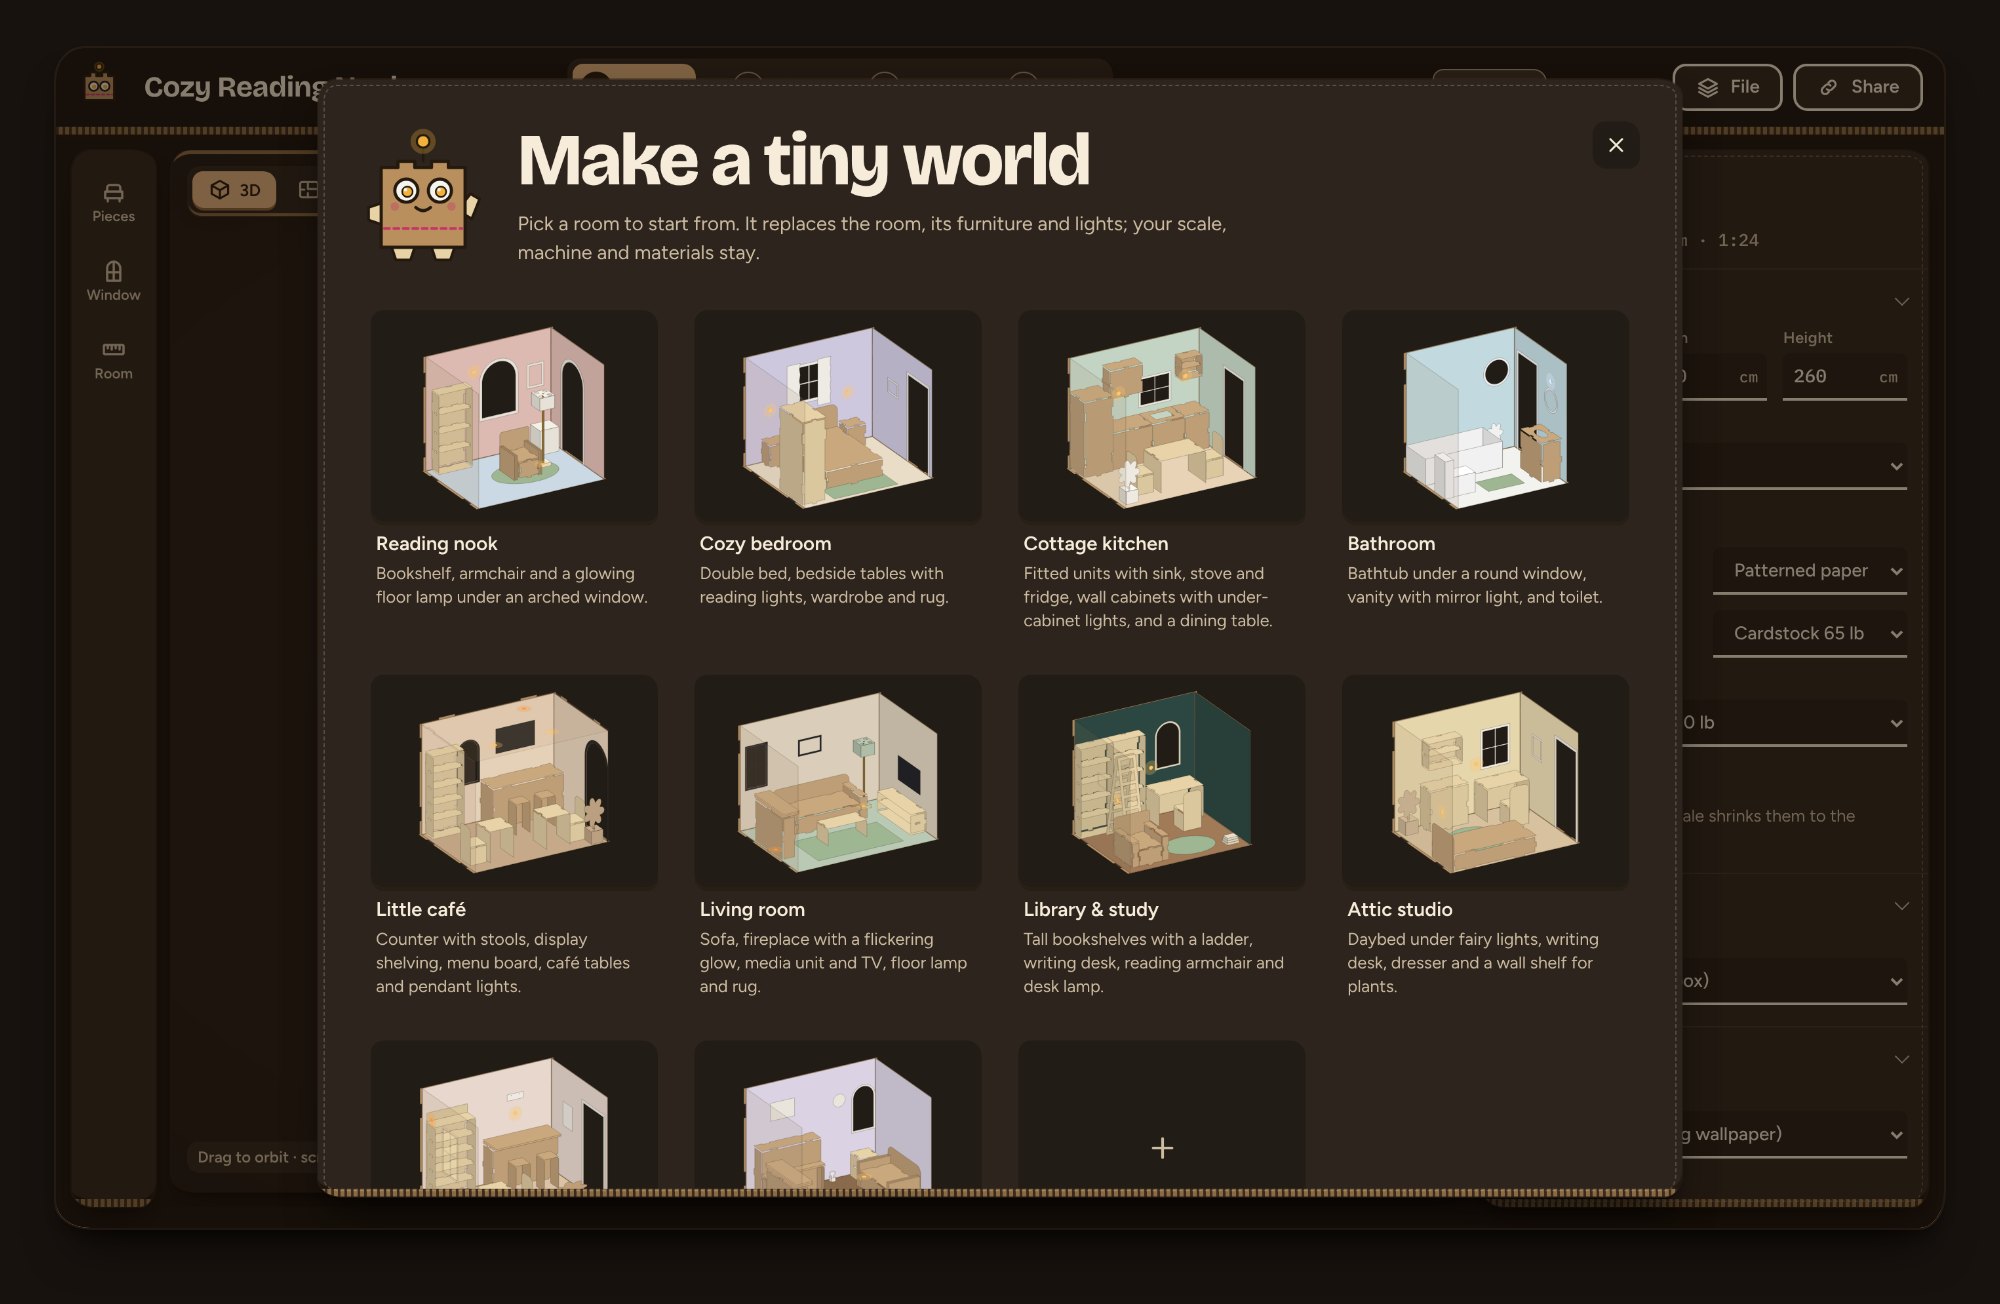 Cozy Reading
File
Share
Make a tiny world
Pick a room to start from. It replaces the room, its furniture and lights; your scale,
machine and materials stay.
3D
Pieces
Window
Room
· 1:24
Height
cm
260 cm
Reading nook
Bookshelf, armchair and a glowing
floor lamp under an arched window.
Cozy bedroom
Double bed, bedside tables with
reading lights, wardrobe and rug.
Cottage kitchen
Fitted units with sink, stove and
fridge, wall cabinets with under-
cabinet lights, and a dining table.
Bathroom
Bathtub under a round window,
vanity with mirror light, and toilet.
Patterned paper
Cardstock 65 lb
0 lb
ale shrinks them to the
Little café
Counter with stools, display
shelving, menu board, café tables
and pendant lights.
Living room
Sofa, fireplace with a flickering
glow, media unit and TV, floor lamp
and rug.
Library & study
Tall bookshelves with a ladder,
writing desk, reading armchair and
desk lamp.
Attic studio
Daybed under fairy lights, writing
desk, dresser and a wall shelf for
plants.
ox)
g wallpaper)
Drag to orbit · sc